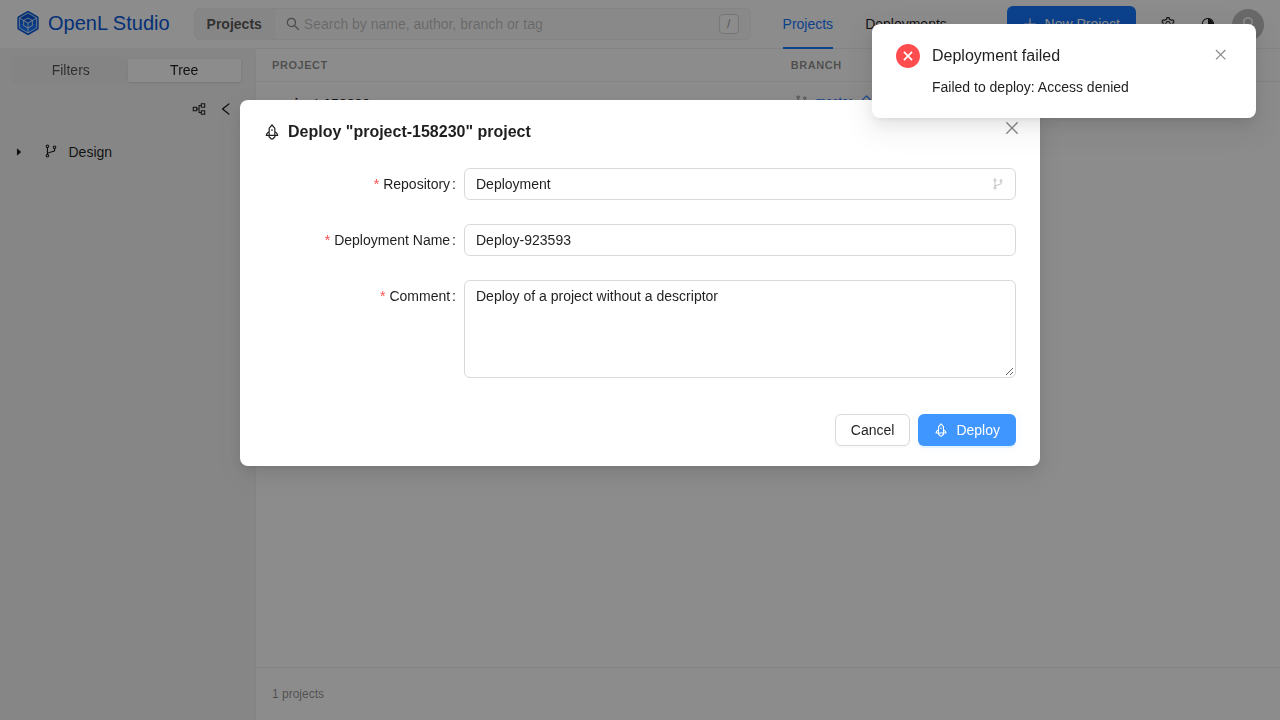 OpenL Studio
Projects
Search by name, author, branch or tag
/
Projects
Deployments
New Project
Deployment failed
Failed to deploy: Access denied
Filters
Tree
PROJECT
BRANCH
Design
Deploy "project-158230" project
* Repository:
Deployment
* Deployment Name:
Deploy-923593
* Comment:
Deploy of a project without a descriptor
Cancel
Deploy
1 projects